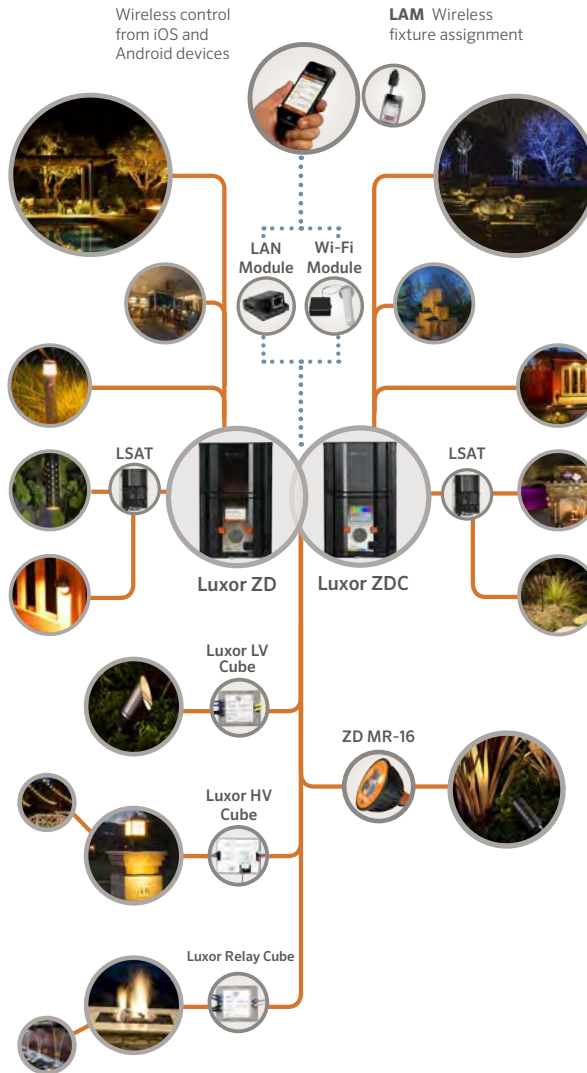 Wireless control
from iOS and
Android devices
LAM Wireless
fixture assignment
LAN
Module
Wi-Fi
Module
LSAT
LSAT
Luxor ZD
Luxor ZDC
Luxor LV
Cube
ZD MR-16
Luxor HV
Cube
Luxor Relay Cube